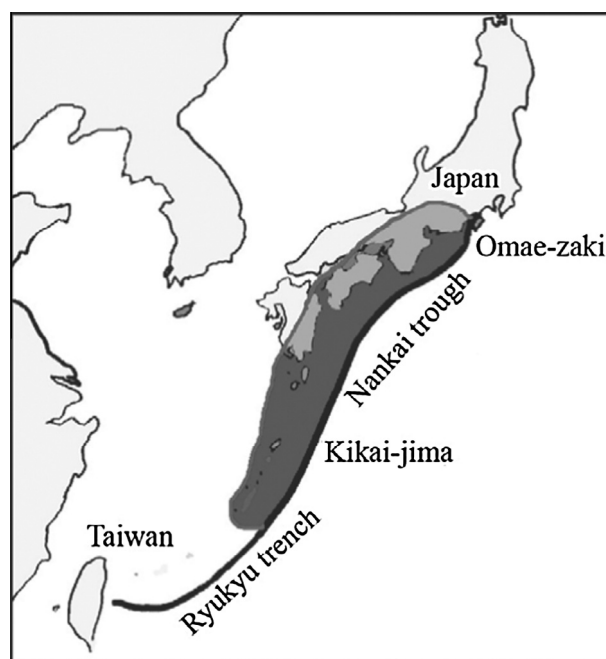 Japan
Omae-zaki
Nankai trough
Kikai-jima
Taiwan
Ryukyu trench